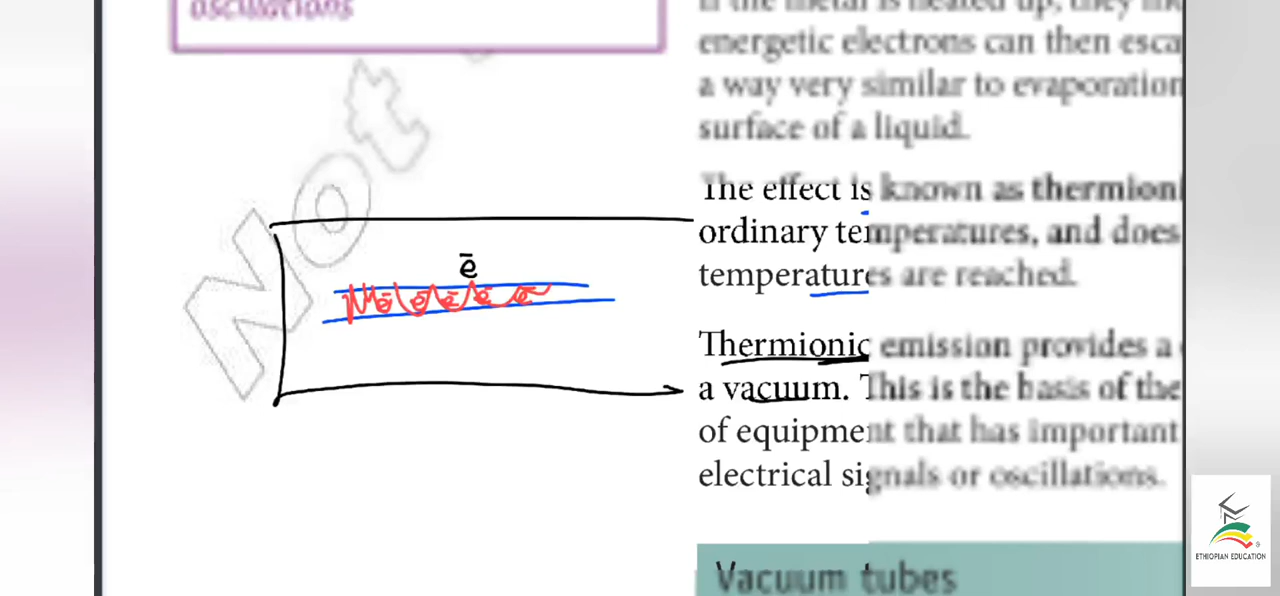 oscillations
If the metal is heated up, they
energetic electrons can then esca
a way very similar to evaporation
surface of a liquid.
Not
The effect is known as thermioni
ordinary temperatures, and does
temperatures are reached.
ē
ē ē ē ē e
Thermionic emission provides a
a vacuum. This is the basis of the
of equipment that has important
electrical signals or oscillations.
Vacuum tubes
ETHIOPIAN EDUCATION